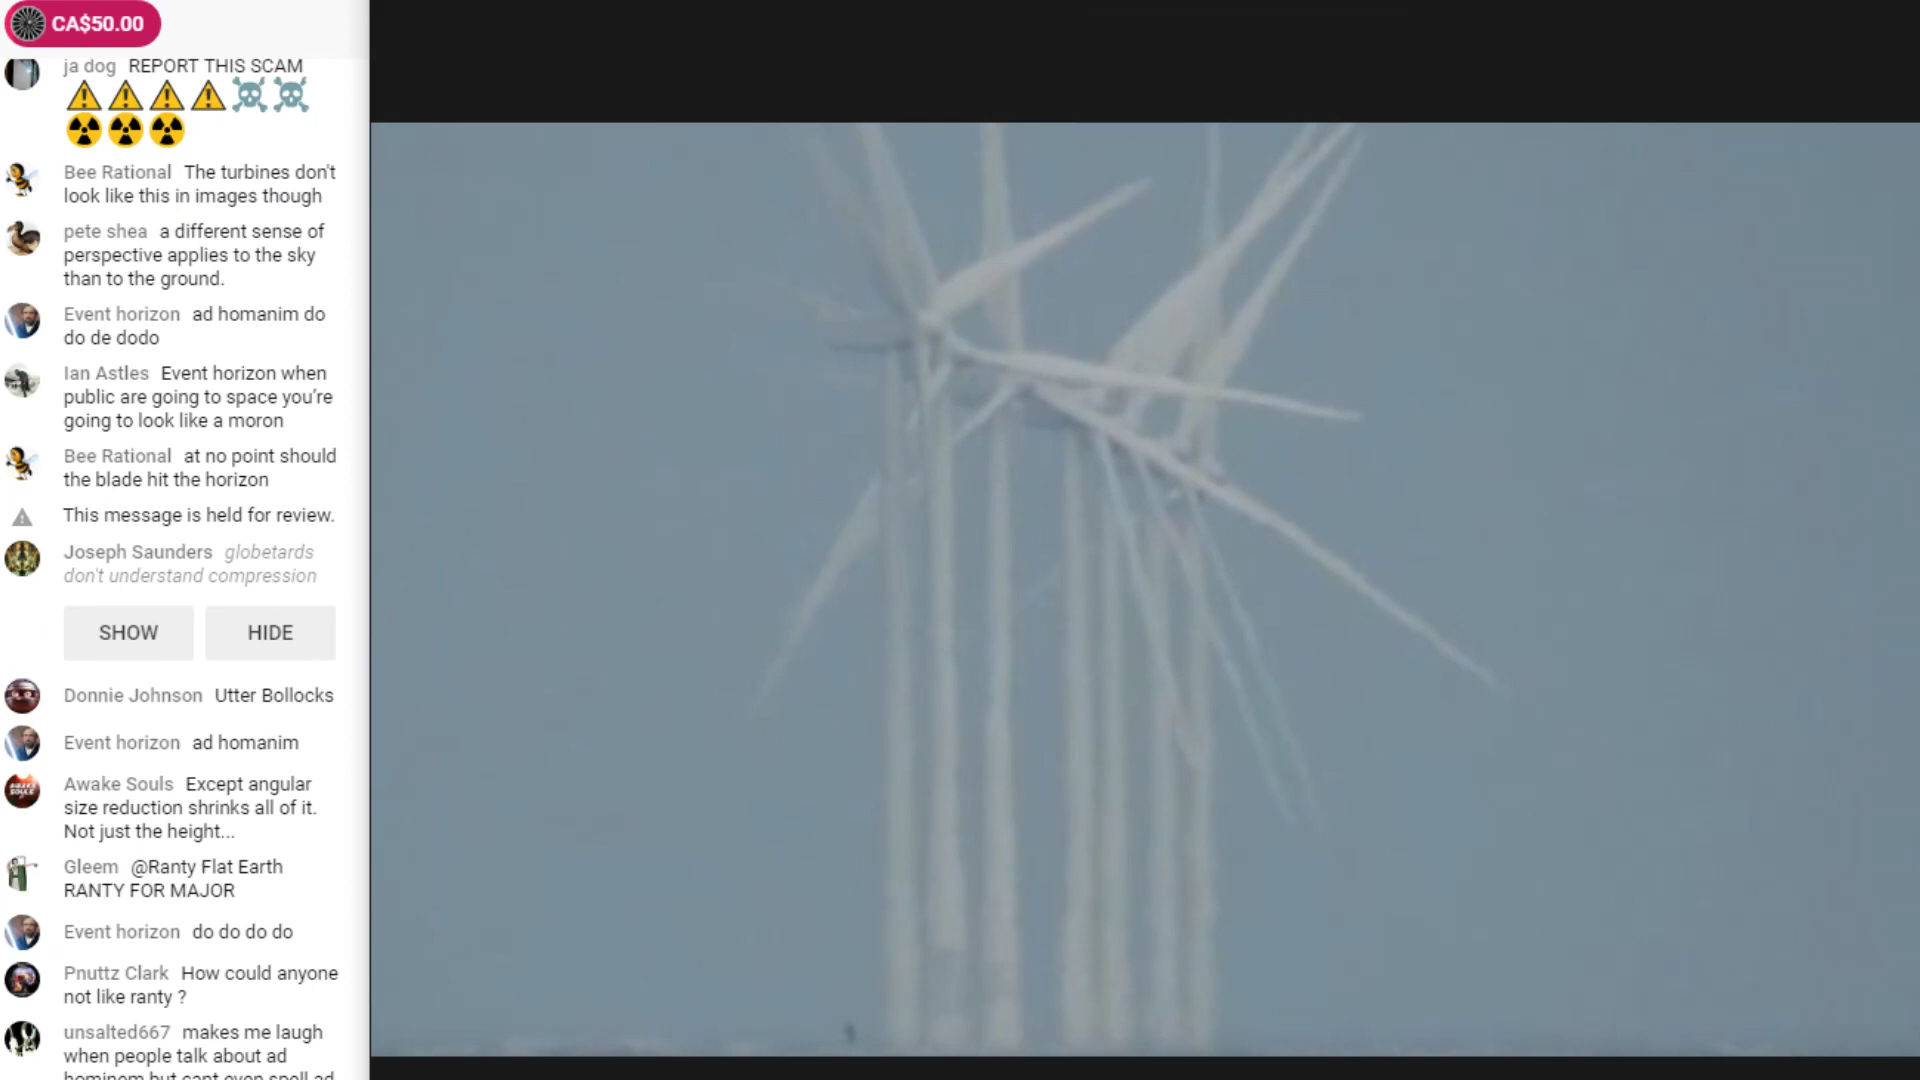 CA$50.00
ja dog REPORT THIS SCAM
Bee Rational The turbines don't
look like this in images though
pete shea a different sense of
perspective applies to the sky
than to the ground.
Event horizon ad homanim do
do de dodo
Ian Astles Event horizon when
public are going to space you're
going to look like a moron
Bee Rational at no point should
the blade hit the horizon
This message is held for review.
Joseph Saunders globetards
don't understand compression
SHOW HIDE
Donnie Johnson Utter Bollocks
Event horizon ad homanim
Awake Souls Except angular
size reduction shrinks all of it.
Not just the height...
Gleem @Ranty Flat Earth
RANTY FOR MAJOR
Event horizon do do do do
Pnuttz Clark How could anyone
not like ranty ?
unsalted667 makes me laugh
when people talk about ad
hominem but cant even spell ad